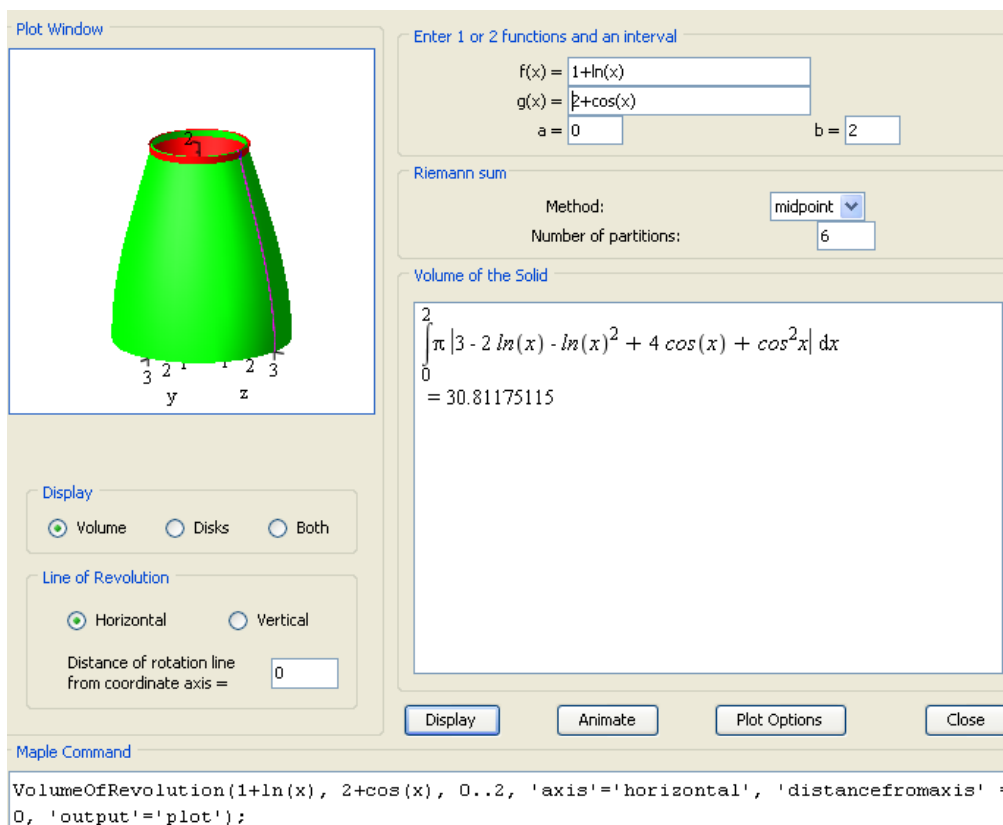 Plot Window
2
3 2 1 1 2 3
y z
Display
Volume Disks Both
Line of Revolution
Horizontal Vertical
Distance of rotation line
from coordinate axis = 0
Enter 1 or 2 functions and an interval
f(x) = 1+ln(x)
g(x) = 2+cos(x)
a = 0 b = 2
Riemann sum
Method: midpoint
Number of partitions: 6
Volume of the Solid
∫₀² π |3 - 2 ln(x) - ln(x)² + 4 cos(x) + cos²x| dx
= 30.81175115
Display Animate Plot Options Close
Maple Command
VolumeOfRevolution(1+ln(x), 2+cos(x), 0..2, 'axis'='horizontal', 'distancefromaxis' =
0, 'output'='plot');